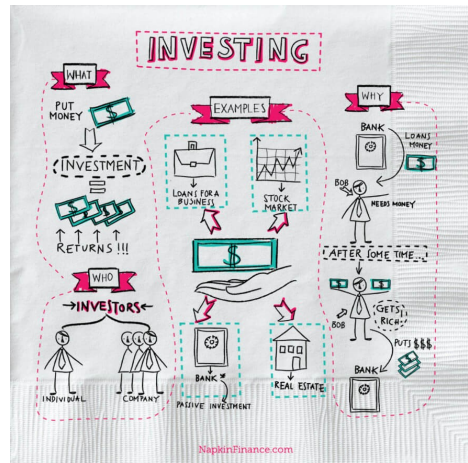 INVESTING
WHAT
PUT
MONEY
$
INVESTMENT
=
$ $ $ $
RETURNS !!!
WHO
INVESTORS
INDIVIDUAL
COMPANY
EXAMPLES
LOANS FOR A
BUSINESS
STOCK
MARKET
$
BANK
PASSIVE INVESTMENT
REAL ESTATE
WHY
BANK
LOANS
MONEY
$
BOB
NEEDS MONEY
AFTER SOME TIME...
$ $
GETS
RICH
BOB
PUTS $$$
BANK
NapkinFinance.com